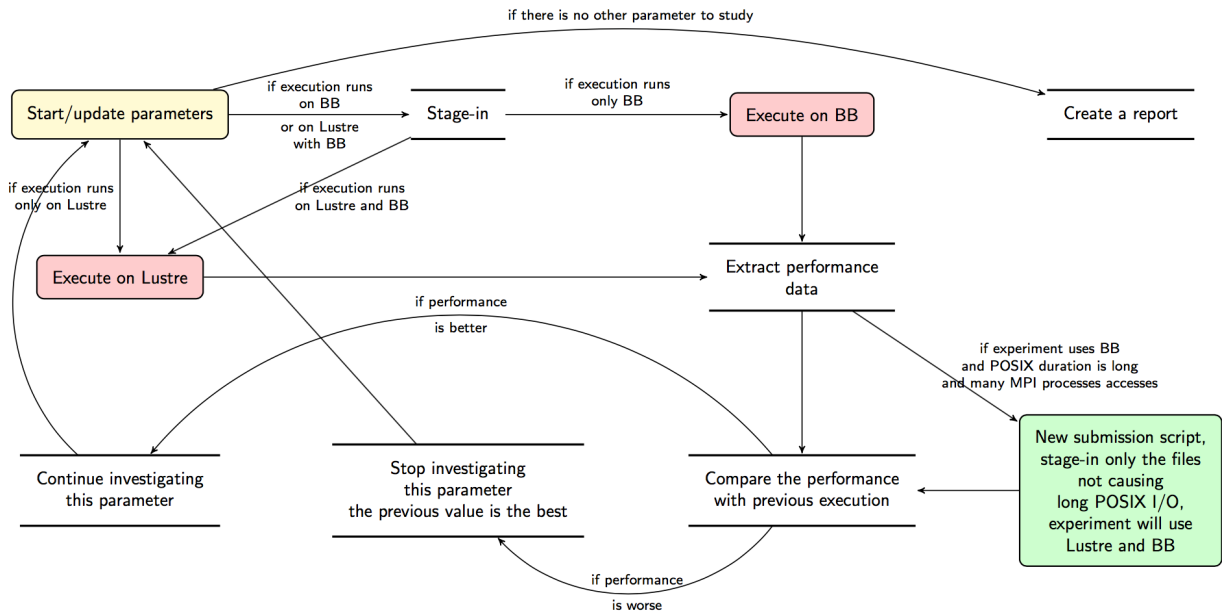 if there is no other parameter to study
if execution runs
on BB
or on Lustre
with BB
if execution runs
only BB
Start/update parameters
Stage-in
Execute on BB
Create a report
if execution runs
only on Lustre
if execution runs
on Lustre and BB
Execute on Lustre
Extract performance
data
if performance
is better
if experiment uses BB
and POSIX duration is long
and many MPI processes accesses
Continue investigating
this parameter
Stop investigating
this parameter
the previous value is the best
Compare the performance
with previous execution
New submission script,
stage-in only the files
not causing
long POSIX I/O,
experiment will use
Lustre and BB
if performance
is worse